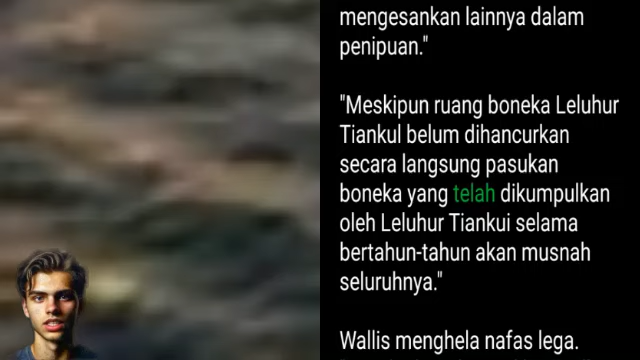 mengesankan lainnya dalam
penipuan."
"Meskipun ruang boneka Leluhur
Tiankul belum dihancurkan
secara langsung pasukan
boneka yang telah dikumpulkan
oleh Leluhur Tiankui selama
bertahun-tahun akan musnah
seluruhnya."
Wallis menghela nafas lega.